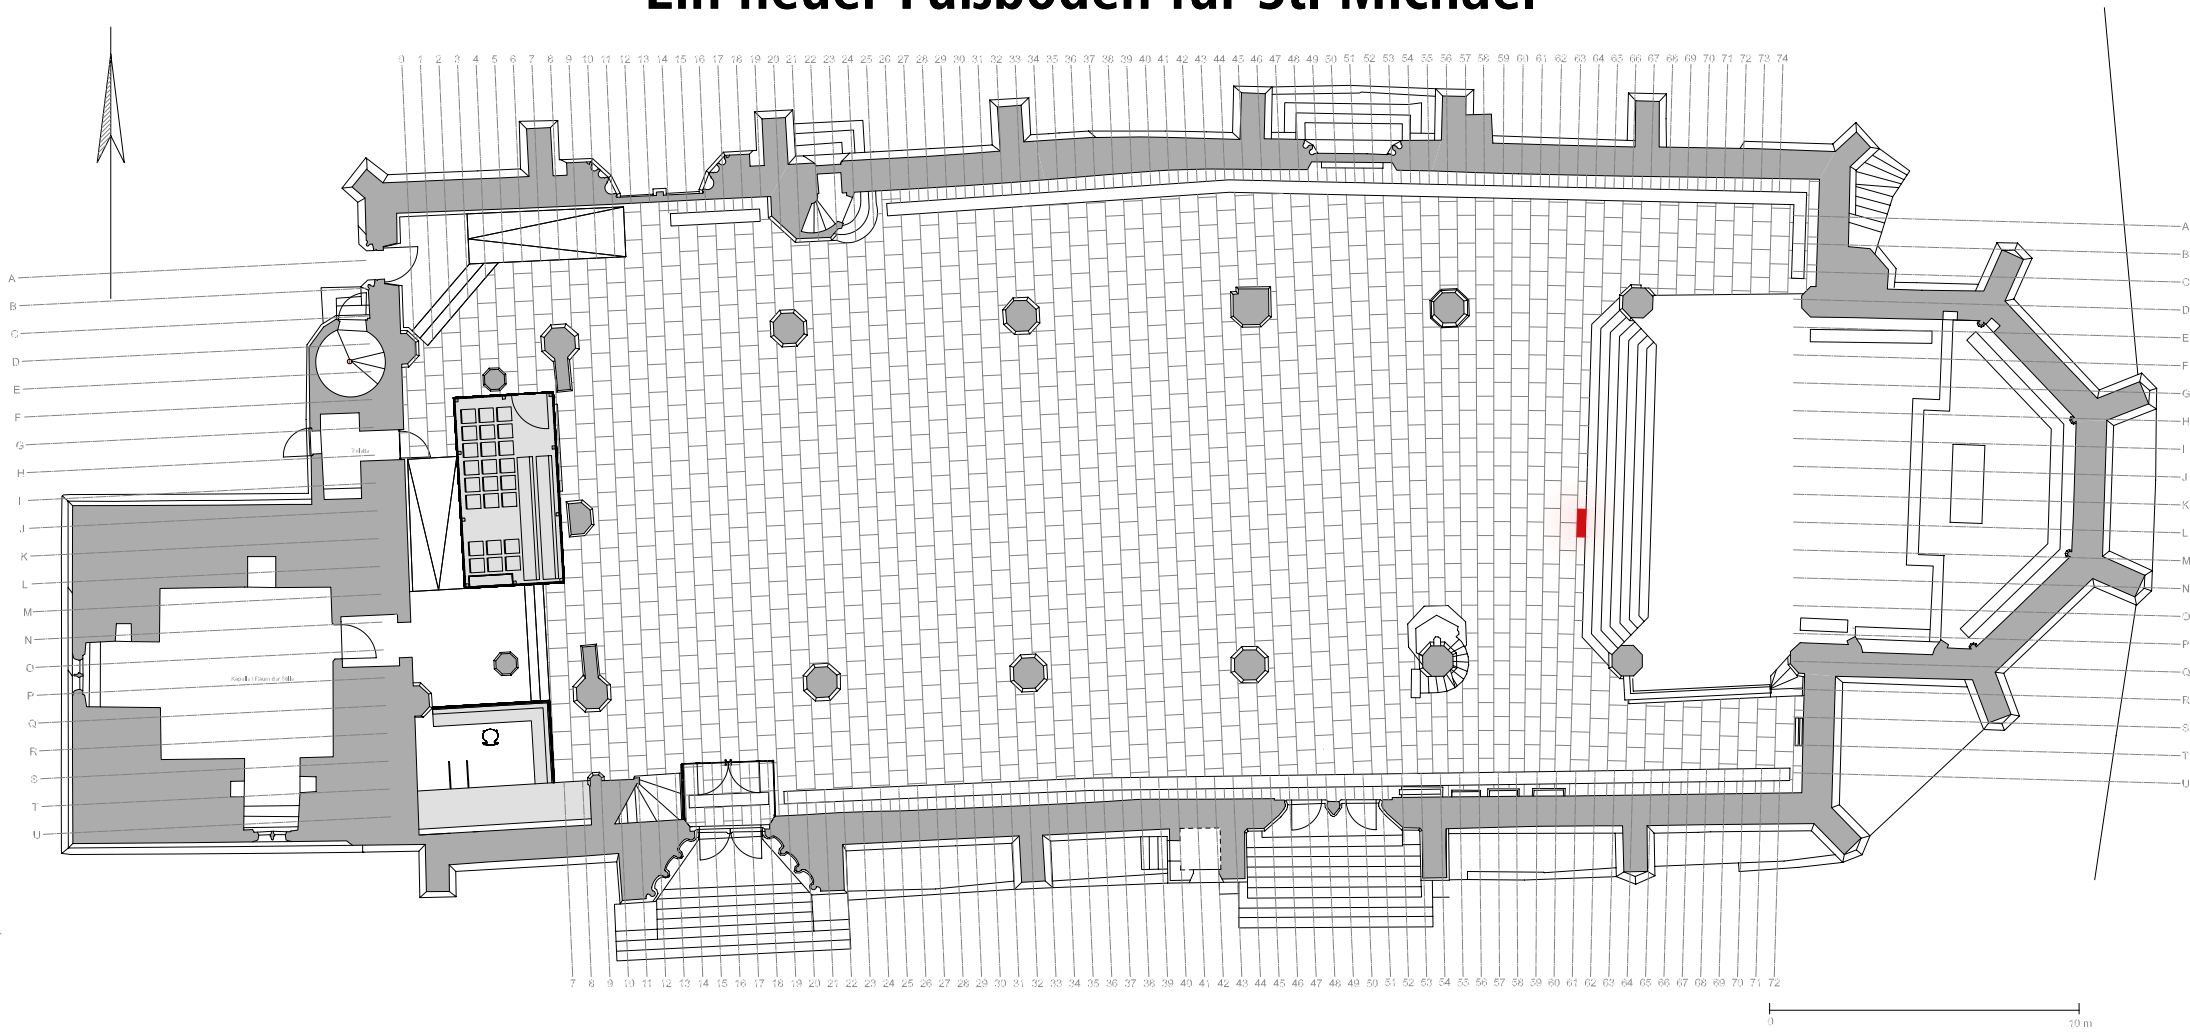 Ein neuer Fußboden für St. Michael
0 1 2 3 4 5 6 7 8 9 10 11 12 13 14 15 16 17 18 19 20 21 22 23 24 25 26 27 28 29 30 31 32 33 34 35 36 37 38 39 40 41 42 43 44 45 46 47 48 49 50 51 52 53 54 55 56 57 58 59 60 61 62 63 64 65 66 67 68 69 70 71 72 73 74
A
B
C
D
E
F
G
H
I
J
K
L
M
N
O
P
Q
R
S
T
U
A
B
C
D
E
F
G
H
I
J
K
L
M
N
O
P
Q
R
S
T
U
7 8 9 10 11 12 13 14 15 16 17 18 19 20 21 22 23 24 25 26 27 28 29 30 31 32 33 34 35 36 37 38 39 40 41 42 43 44 45 46 47 48 49 50 51 52 53 54 55 56 57 58 59 60 61 62 63 64 65 66 67 68 69 70 71 72
0 10 m